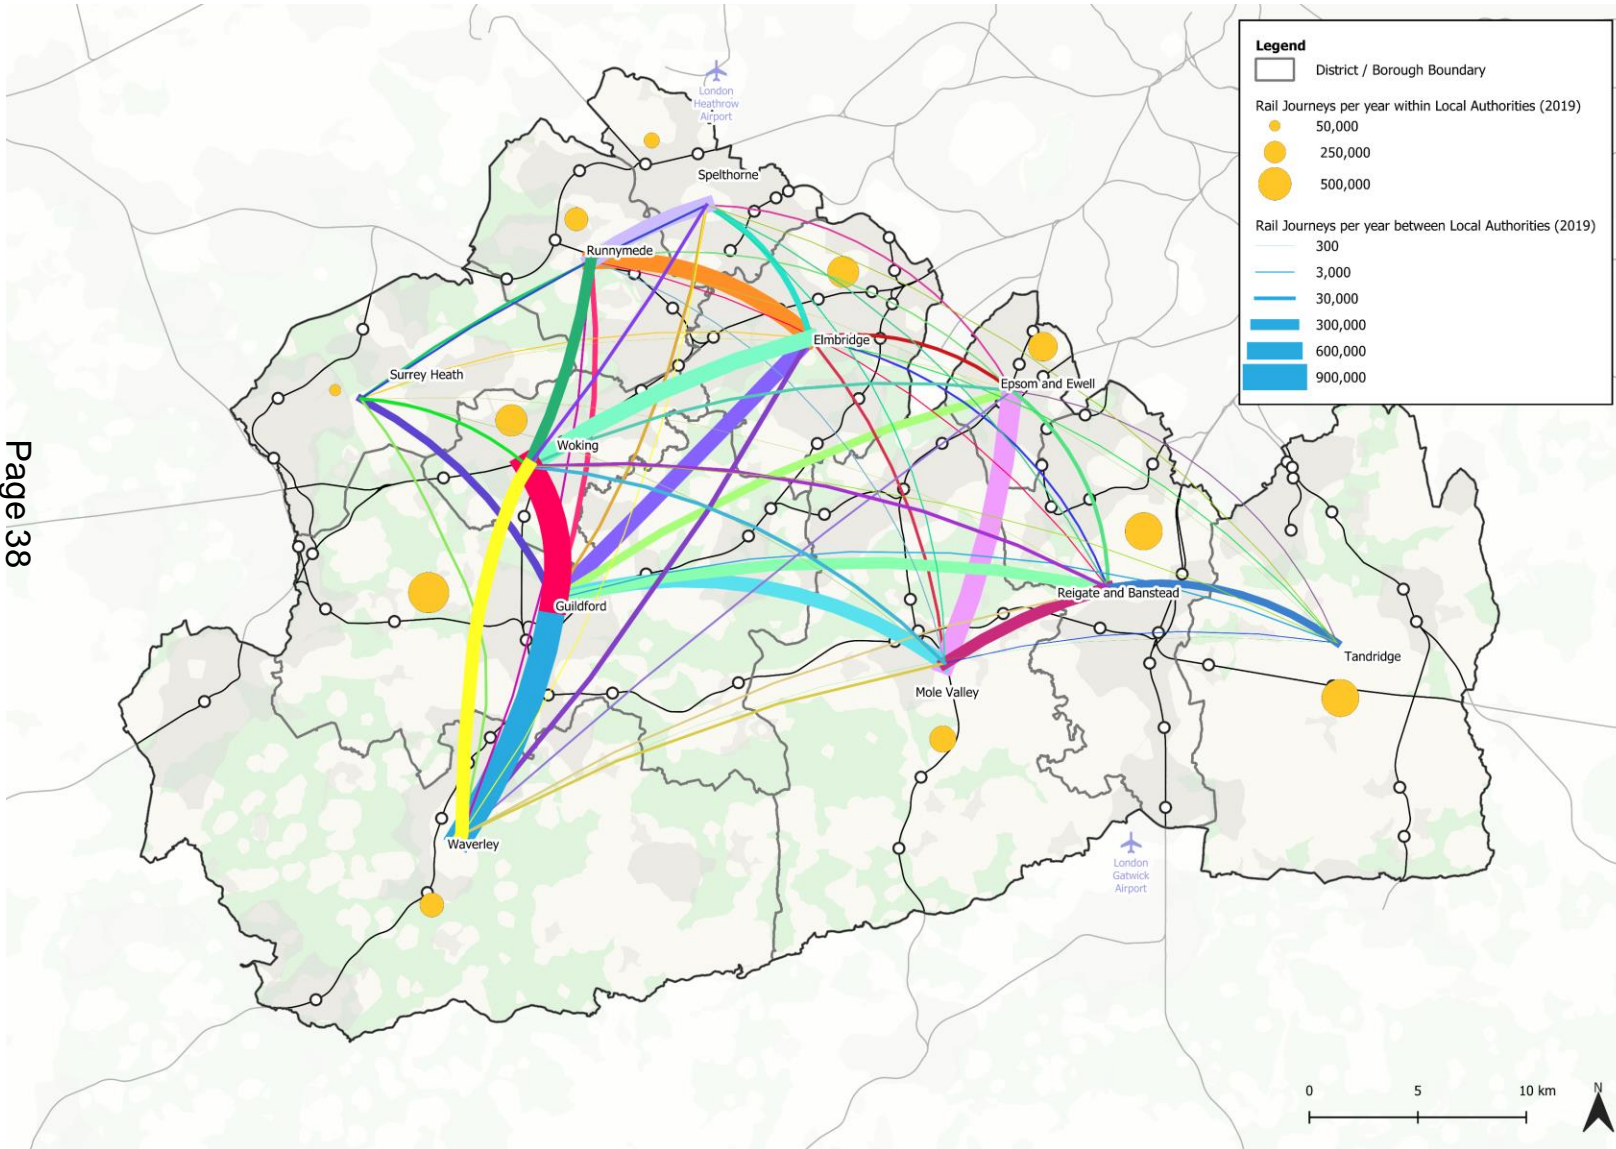 Page 38
Legend
District / Borough Boundary
Rail Journeys per year within Local Authorities (2019)
50,000
250,000
500,000
Rail Journeys per year between Local Authorities (2019)
300
3,000
30,000
300,000
600,000
900,000
London
Heathrow
Airport
Spelthorne
Runnymede
Elmbridge
Surrey Heath
Epsom and Ewell
Woking
Guildford
Reigate and Banstead
Tandridge
Mole Valley
Waverley
London
Gatwick
Airport
0 5 10 km
N